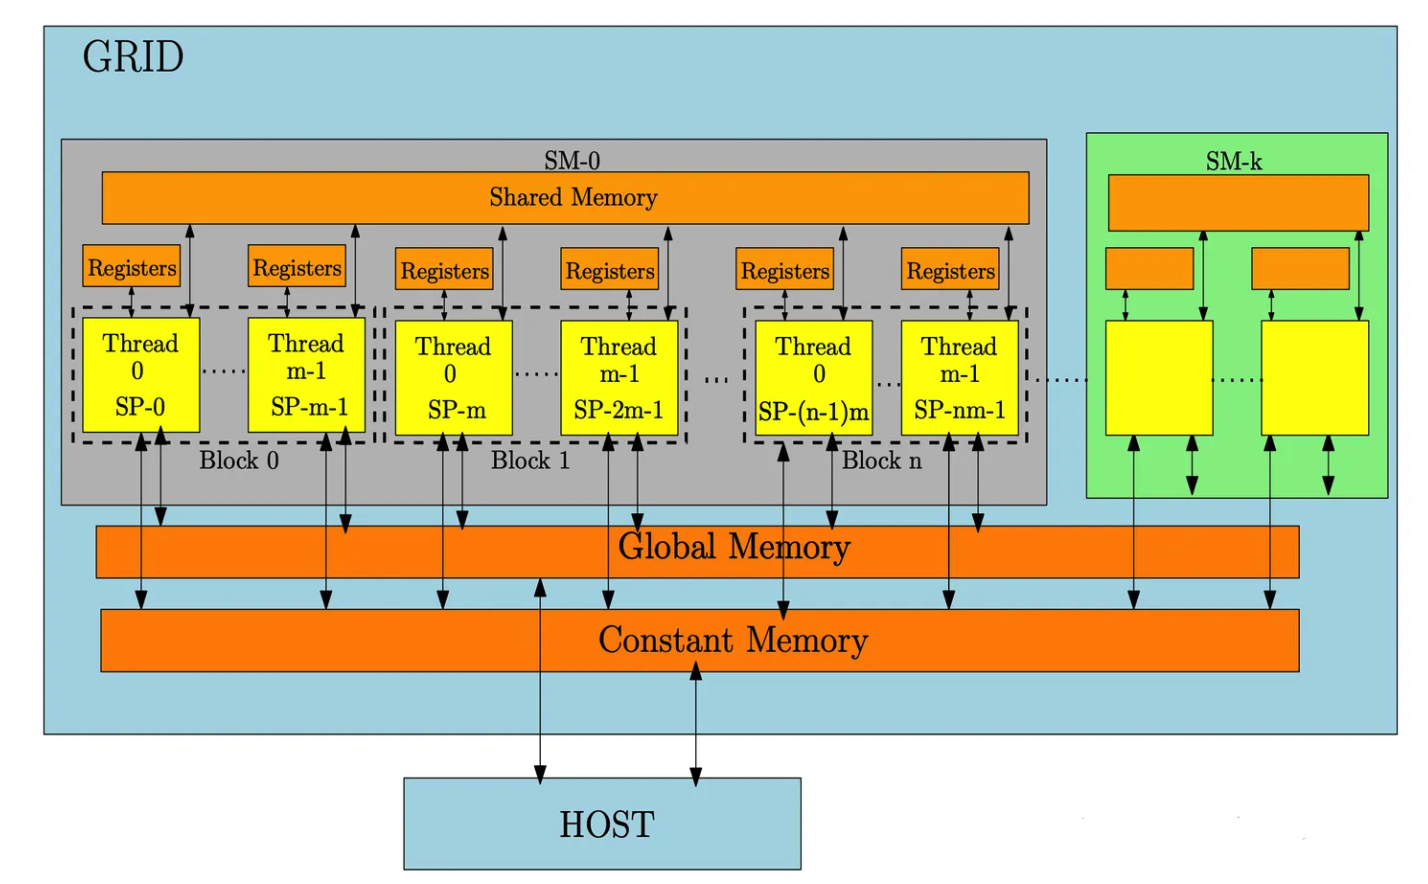 GRID
SM-0
Shared Memory
Registers
Registers
Registers
Registers
Registers
Registers
Thread
0
SP-0
Thread
m-1
SP-m-1
Thread
0
SP-m
Thread
m-1
SP-2m-1
Thread
0
SP-(n-1)m
Thread
m-1
SP-nm-1
Block 0
Block 1
Block n
SM-k
Global Memory
Constant Memory
HOST